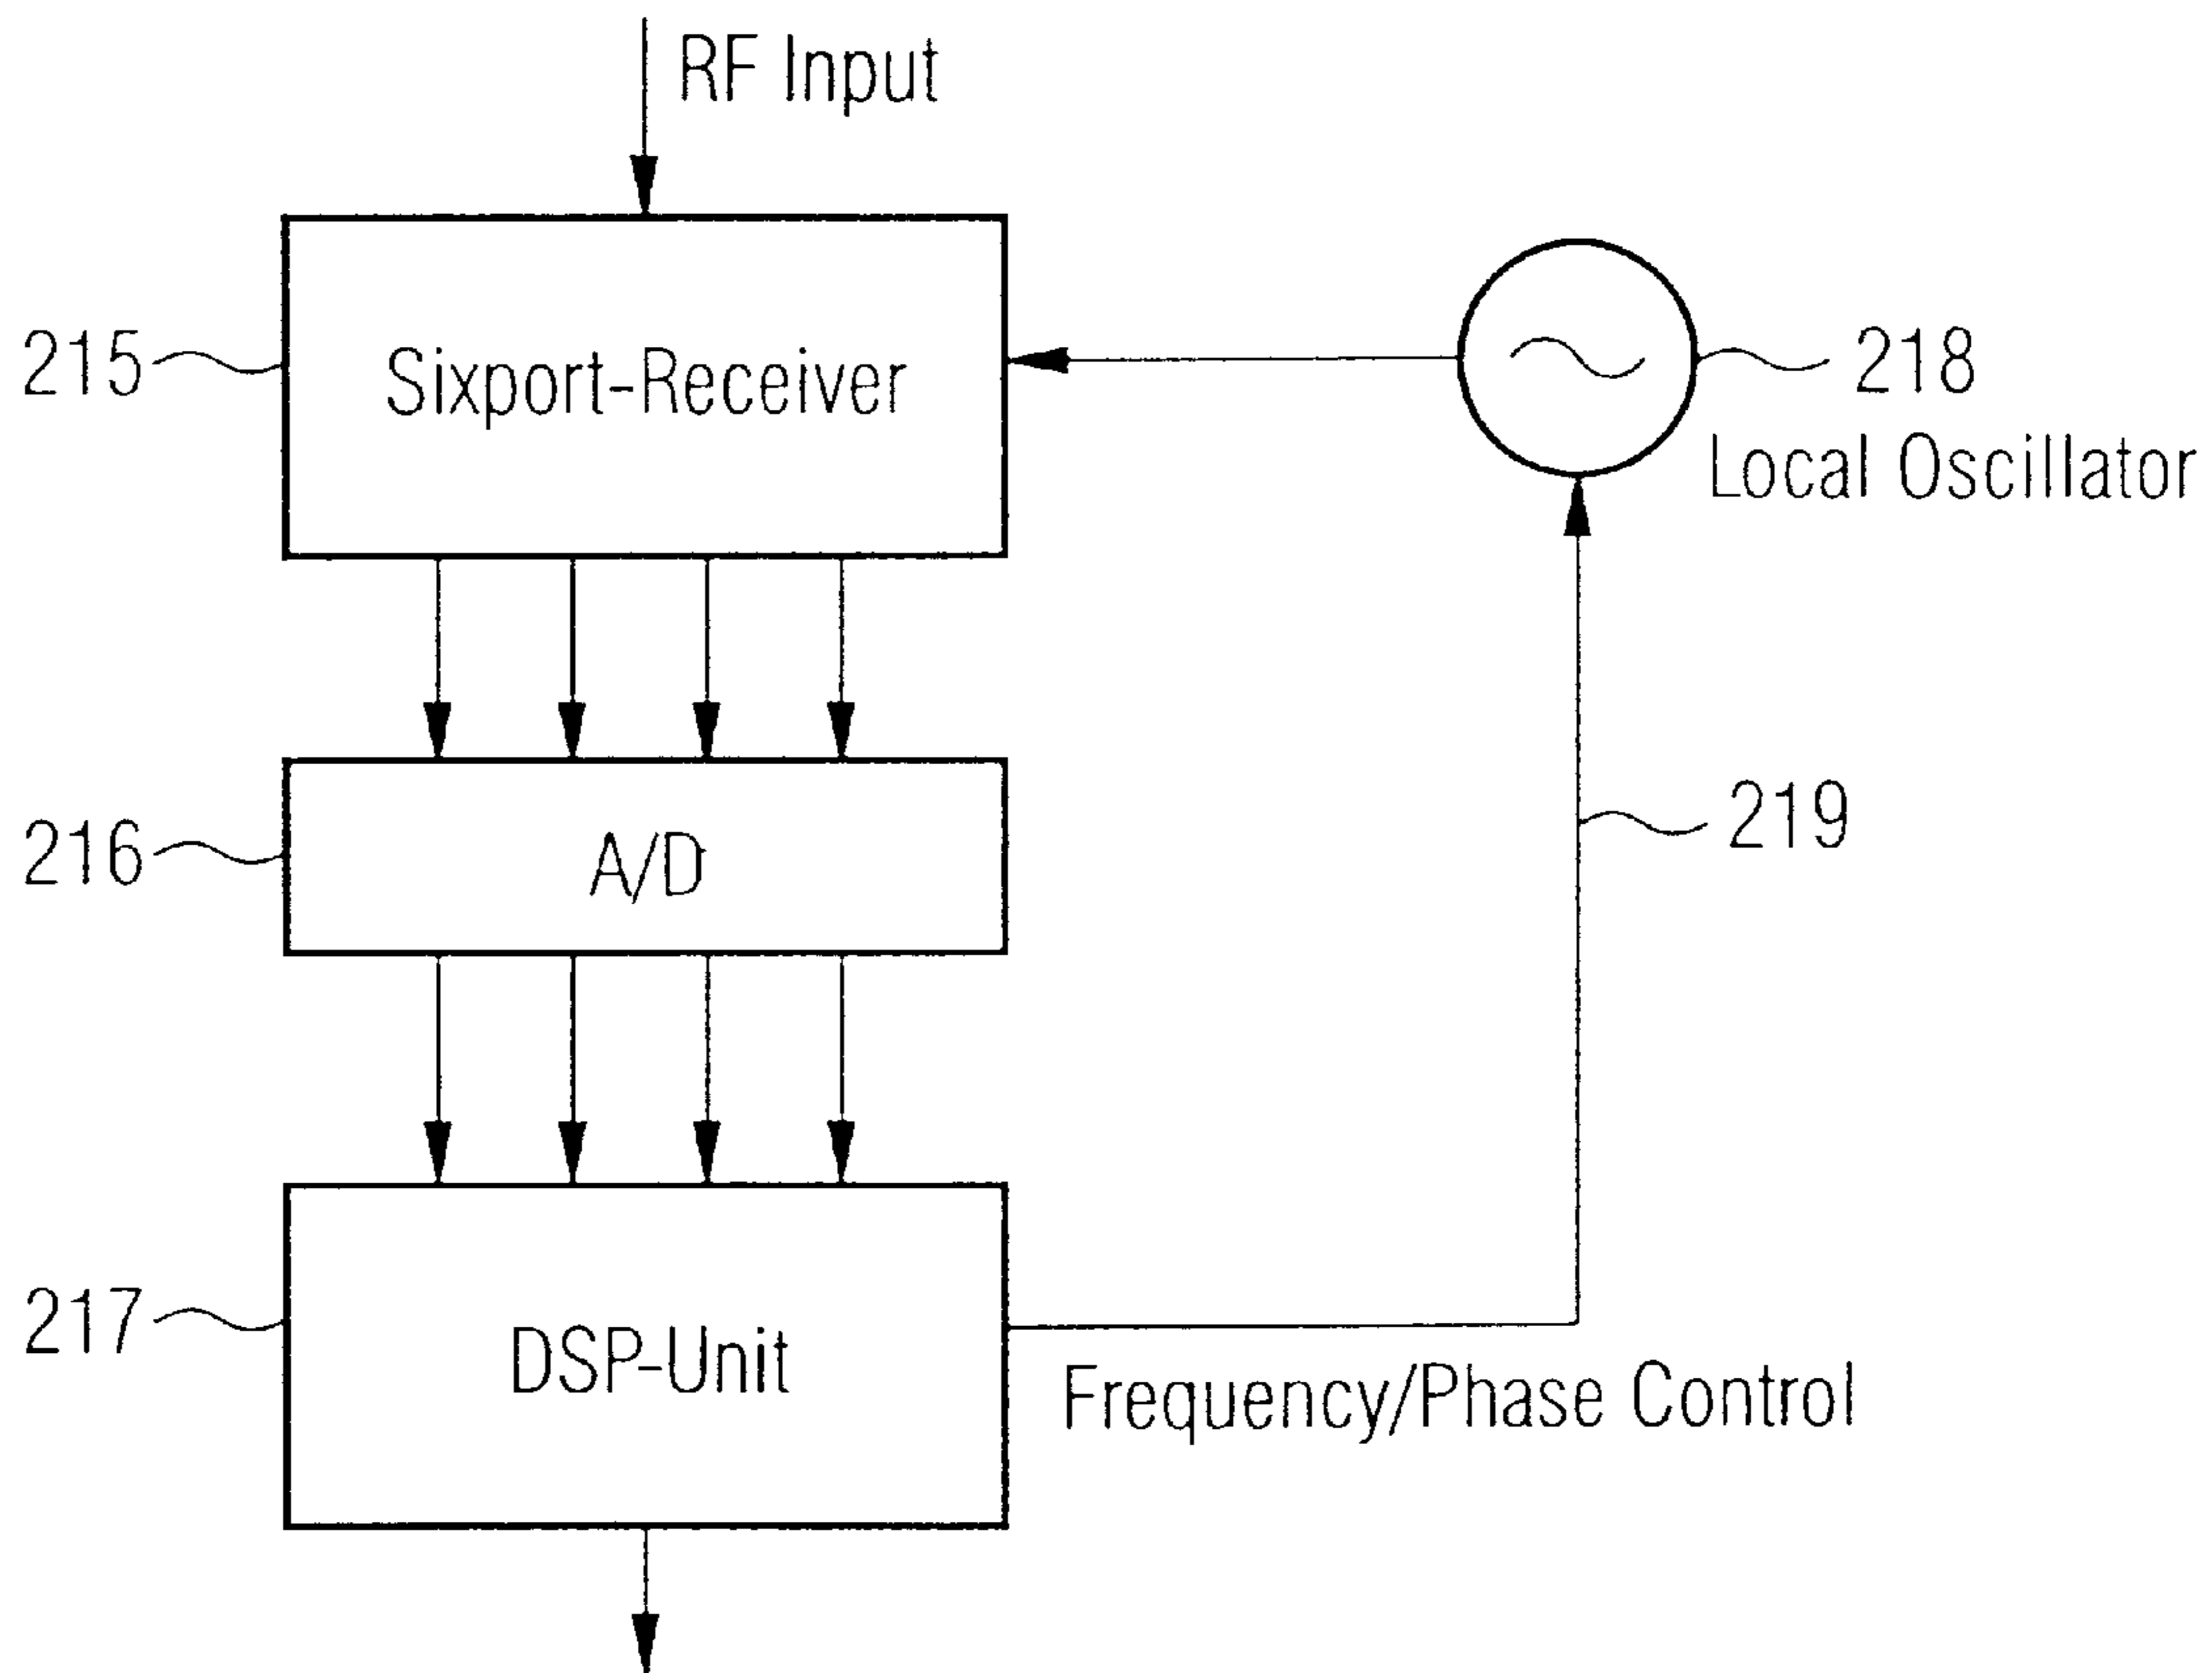 RF Input
215
Sixport-Receiver
218
Local Oscillator
216
A/D
219
217
DSP-Unit
Frequency/Phase Control